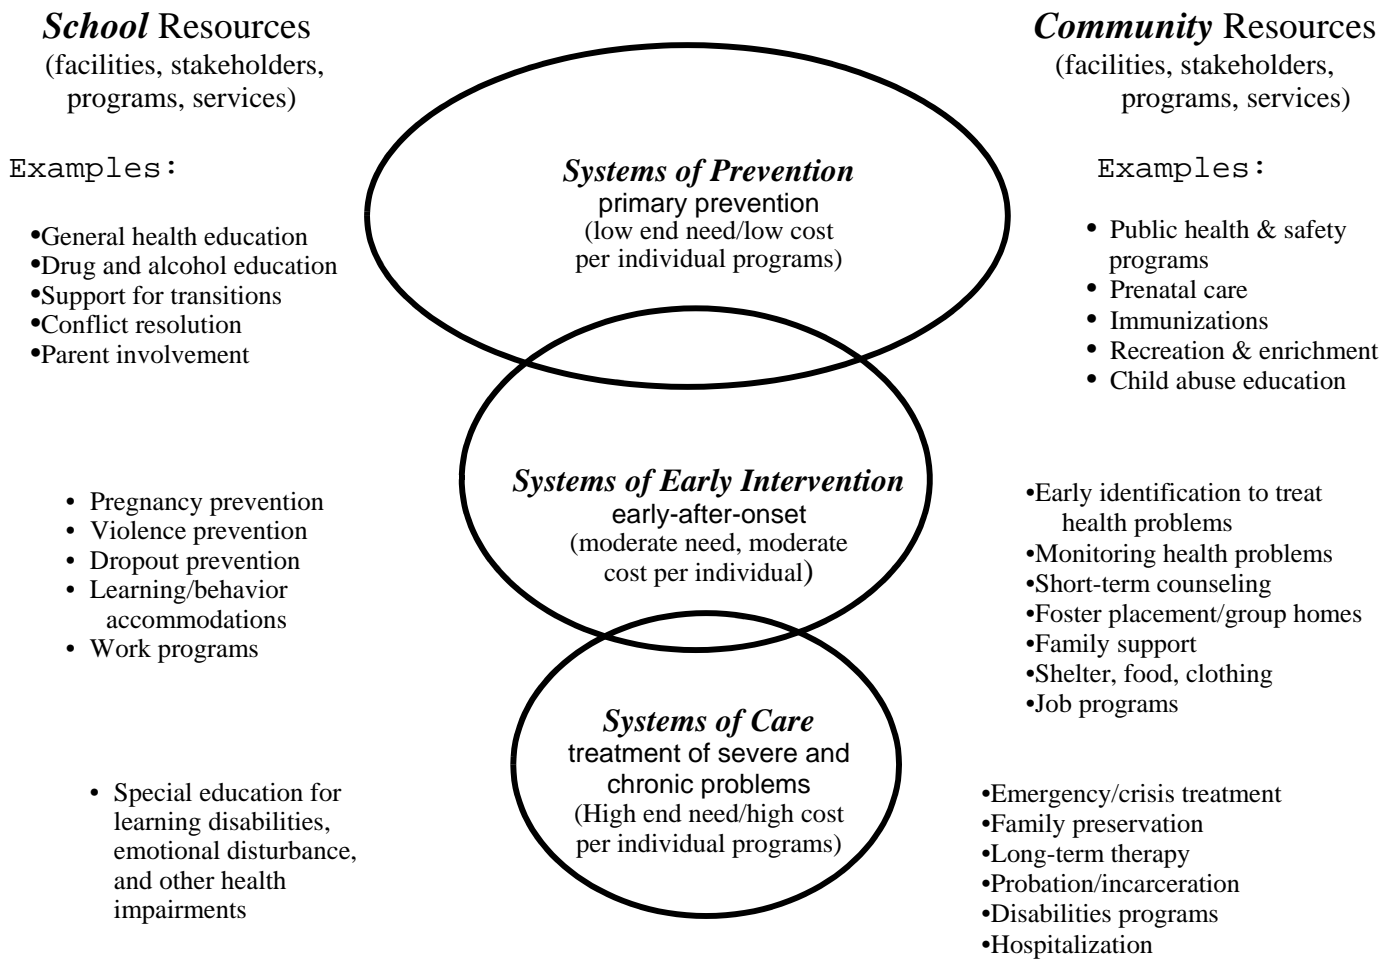 School Resources
(facilities, stakeholders,
programs, services)
Examples:
•General health education
•Drug and alcohol education
•Support for transitions
•Conflict resolution
•Parent involvement
• Pregnancy prevention
• Violence prevention
• Dropout prevention
• Learning/behavior
accommodations
• Work programs
• Special education for
learning disabilities,
emotional disturbance,
and other health
impairments
Systems of Prevention
primary prevention
(low end need/low cost
per individual programs)
Systems of Early Intervention
early-after-onset
(moderate need, moderate
cost per individual)
Systems of Care
treatment of severe and
chronic problems
(High end need/high cost
per individual programs)
Community Resources
(facilities, stakeholders,
programs, services)
Examples:
• Public health & safety
programs
• Prenatal care
• Immunizations
• Recreation & enrichment
• Child abuse education
•Early identification to treat
health problems
•Monitoring health problems
•Short-term counseling
•Foster placement/group homes
•Family support
•Shelter, food, clothing
•Job programs
•Emergency/crisis treatment
•Family preservation
•Long-term therapy
•Probation/incarceration
•Disabilities programs
•Hospitalization